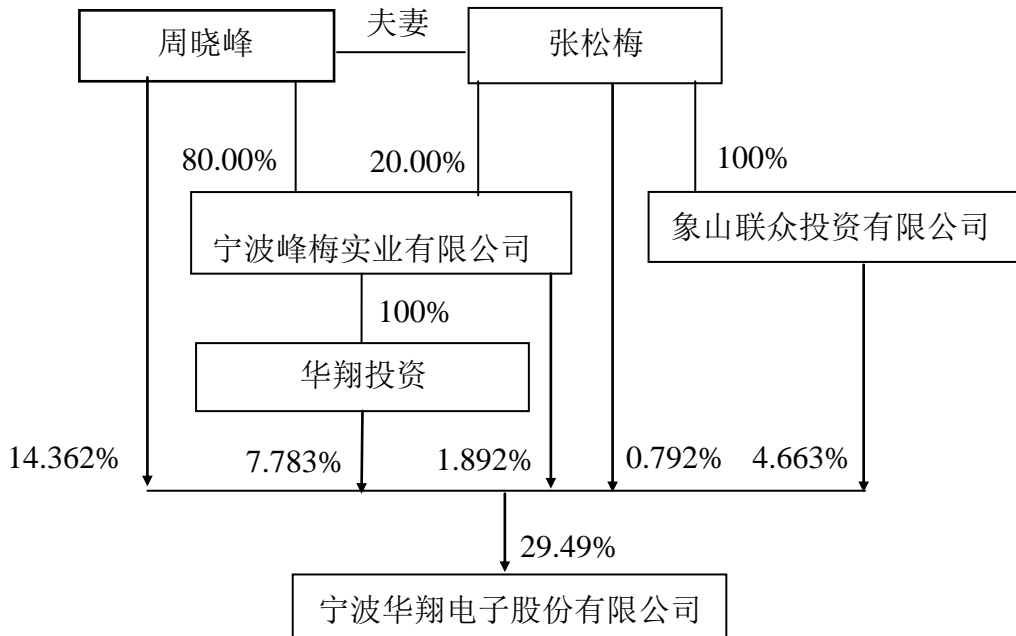 周晓峰
夫妻
张松梅
80.00%
20.00%
100%
宁波峰梅实业有限公司
象山联众投资有限公司
100%
华翔投资
14.362%
7.783%
1.892%
0.792%
4.663%
29.49%
宁波华翔电子股份有限公司